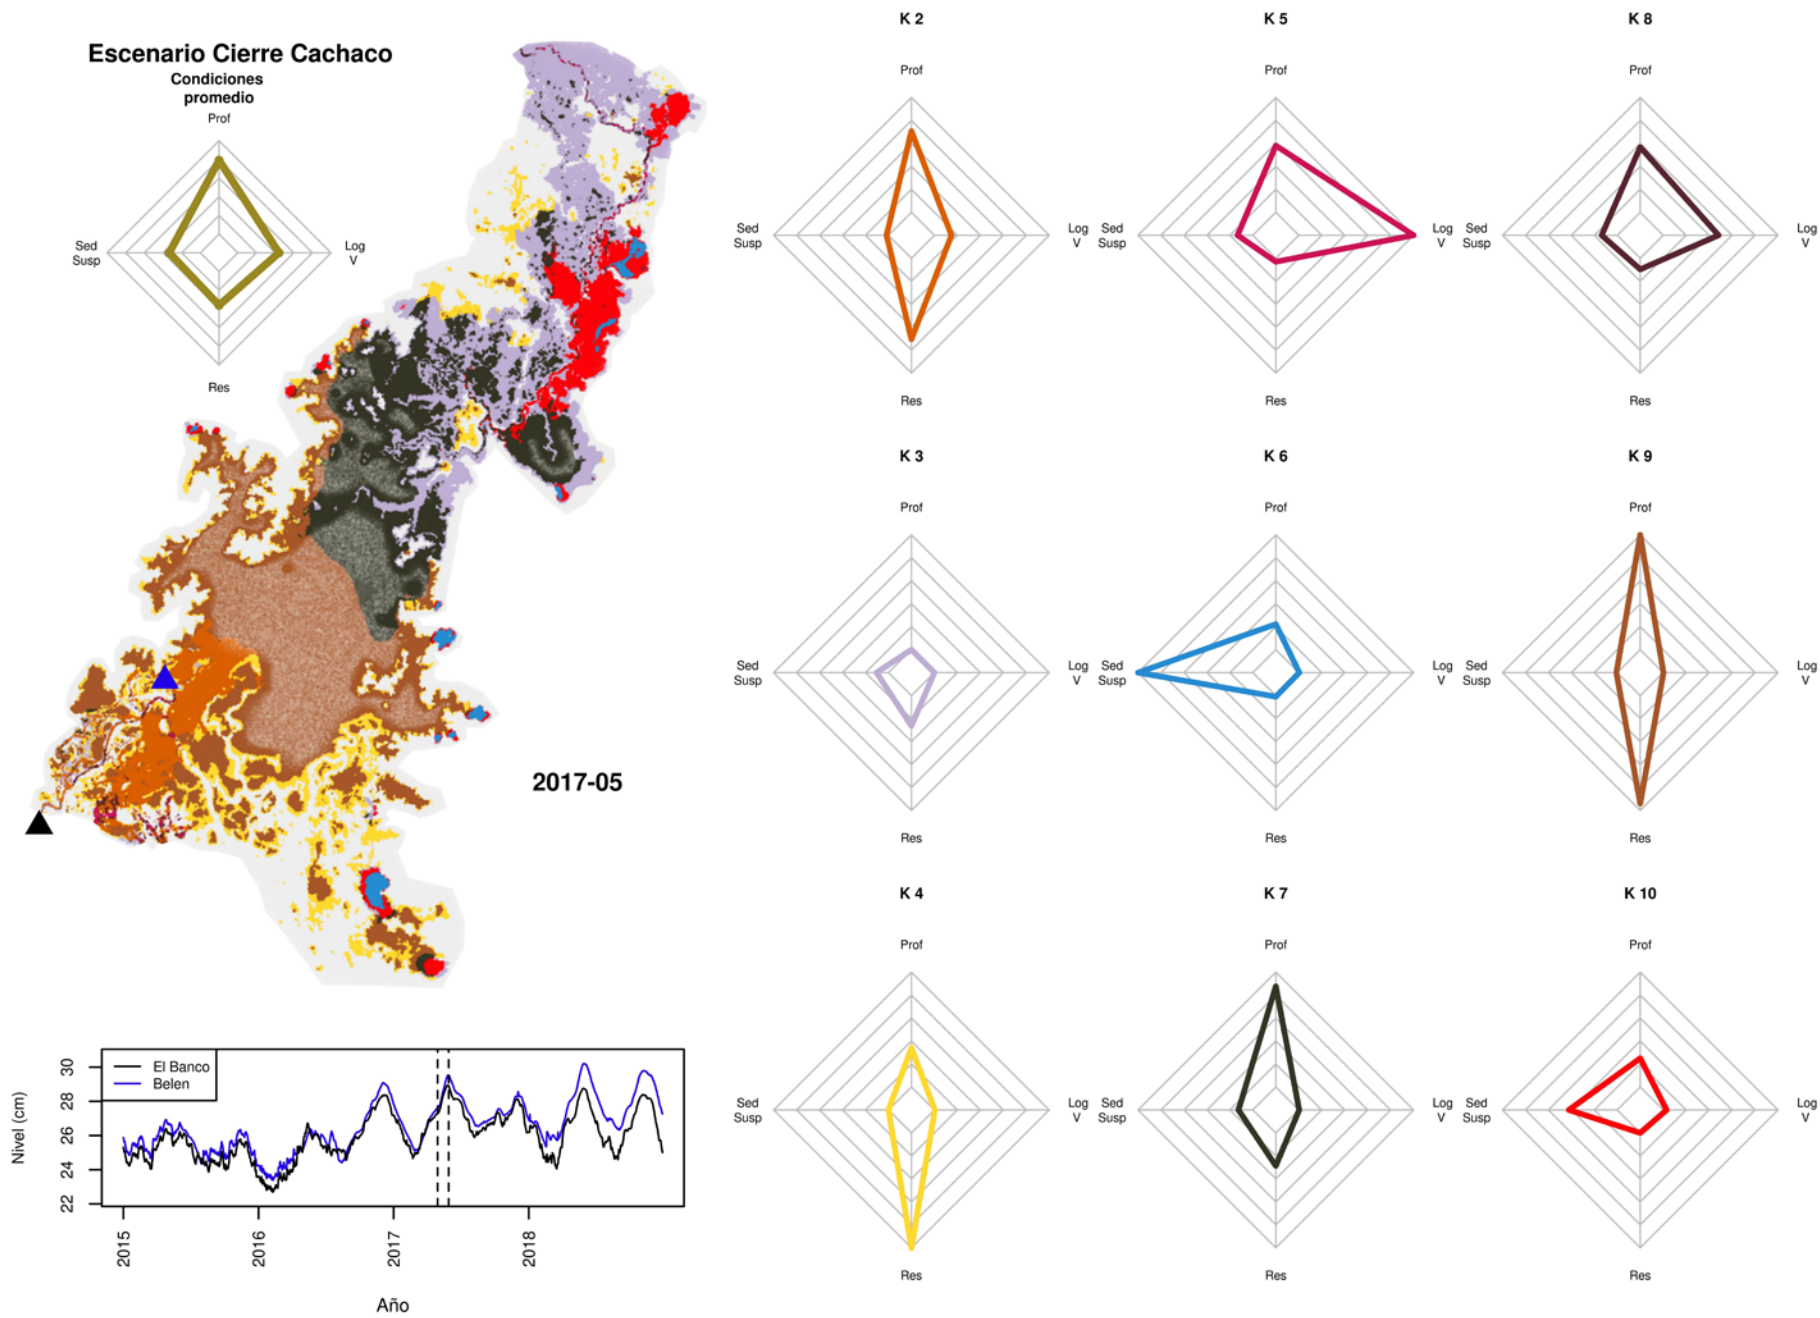 Escenario Cierre Cachaco
Condiciones
promedio
Prof
Sed
Susp
Log
V
Res
2017-05
Nivel (cm)
30
28
26
24
22
El Banco
Belen
2015
2016
2017
2018
Año
K 2
Prof
Sed
Susp
Log
V
Res
K 5
Prof
Sed
Susp
Log
V
Res
K 8
Prof
Sed
Susp
Log
V
Res
K 3
Prof
Sed
Susp
Log
V
Res
K 6
Prof
Sed
Susp
Log
V
Res
K 9
Prof
Sed
Susp
Log
V
Res
K 4
Prof
Sed
Susp
Log
V
Res
K 7
Prof
Sed
Susp
Log
V
Res
K 10
Prof
Sed
Susp
Log
V
Res